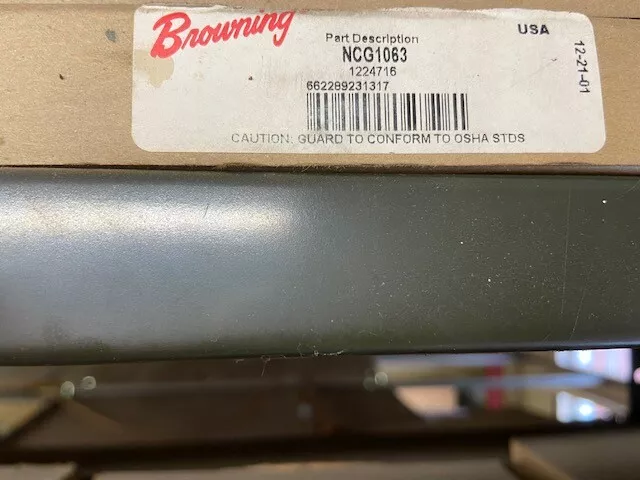 Browning
Part Description
USA
NCG1063
1224716
12-21-01
662289231317
CAUTION: GUARD TO CONFORM TO OSHA STDS